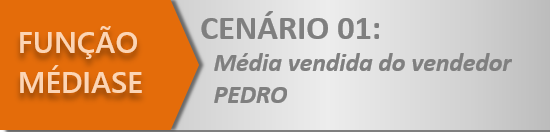 FUNÇÃO
MÉDIASE
CENÁRIO 01:
Média vendida do vendedor
PEDRO